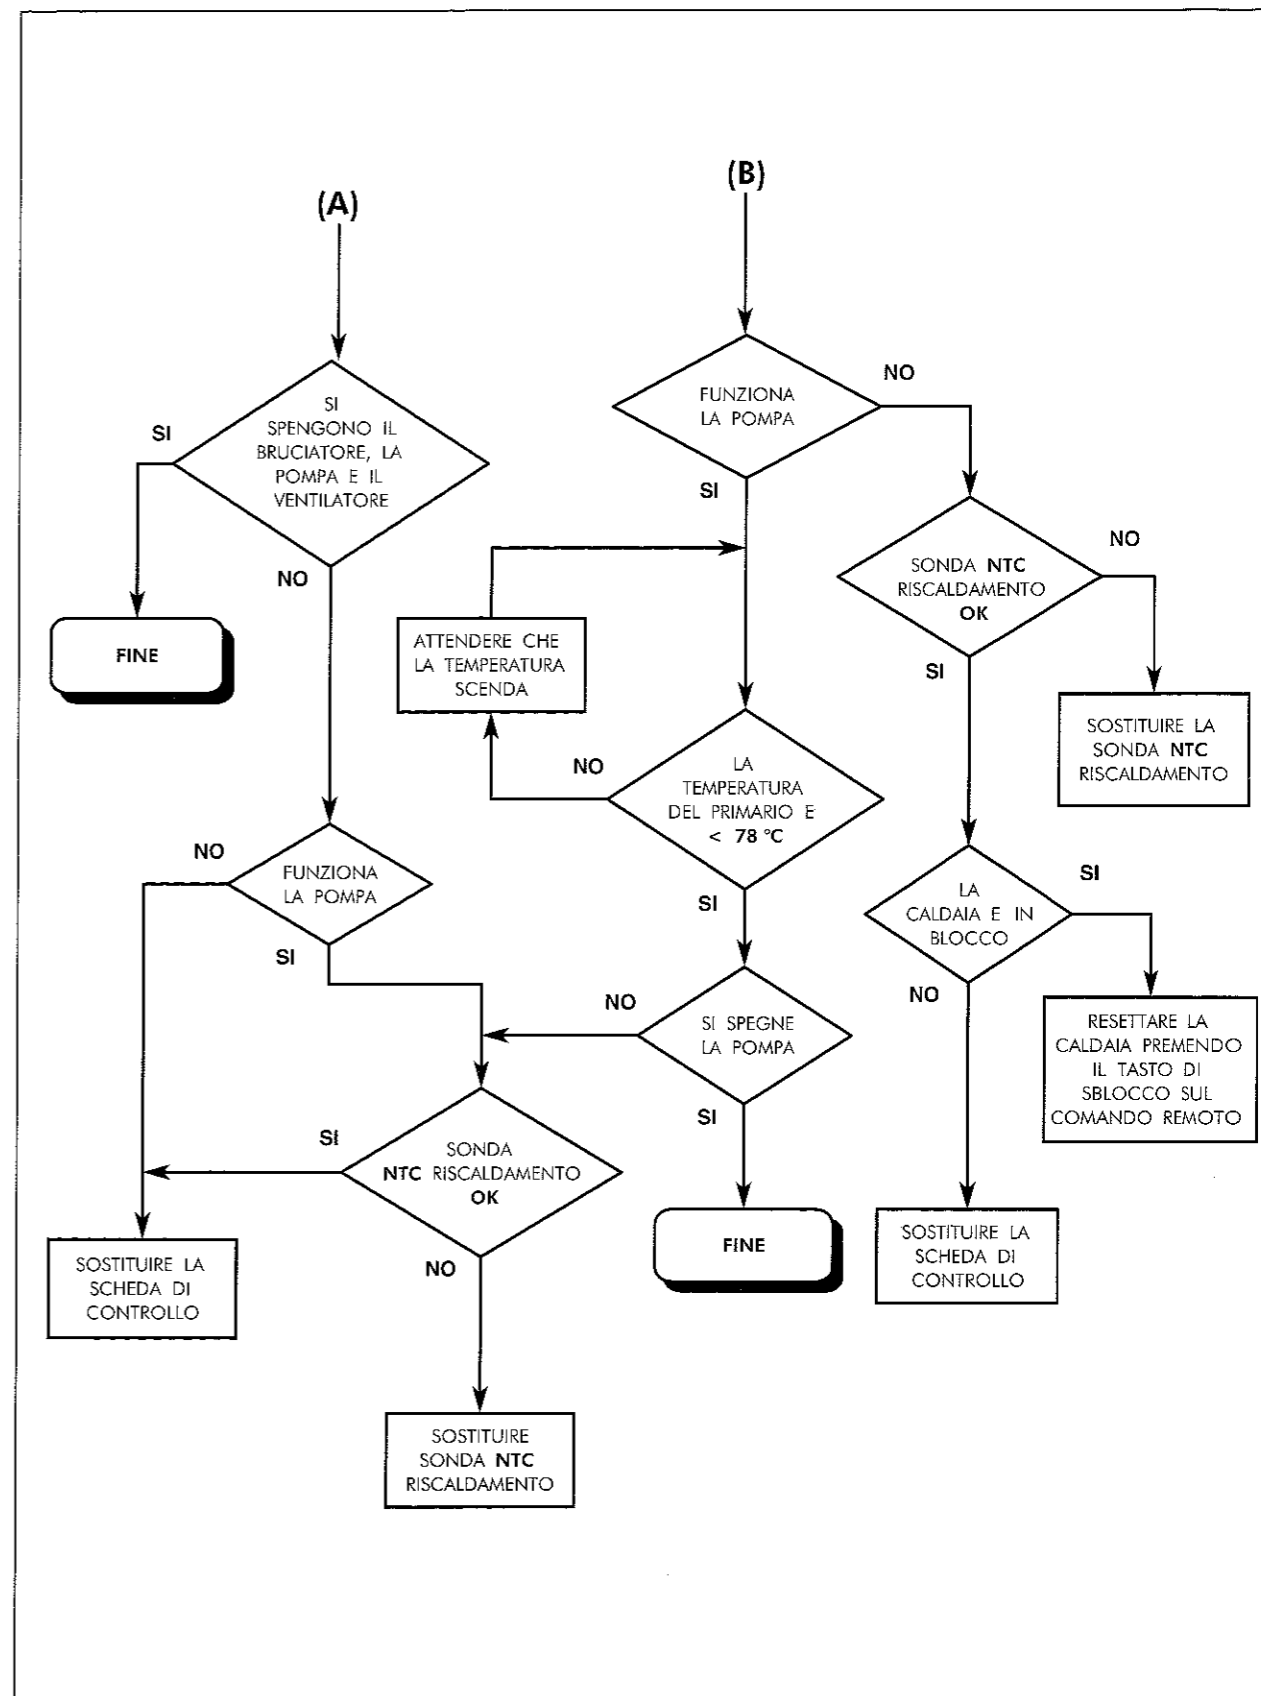 (A)
(B)
SI
SPENGONO IL
BRUCIATORE, LA
POMPA E IL
VENTILATORE
SI
NO
FINE
FUNZIONA
LA POMPA
NO
SI
ATTENDERE CHE
LA TEMPERATURA
SCENDA
SONDA NTC
RISCALDAMENTO
OK
NO
SI
SOSTITUIRE LA
SONDA NTC
RISCALDAMENTO
LA
TEMPERATURA
DEL PRIMARIO E
< 78 °C
NO
SI
FUNZIONA
LA POMPA
NO
SI
LA
CALDAIA E IN
BLOCCO
SI
NO
SI SPEGNE
LA POMPA
NO
SI
RESETTARE LA
CALDAIA PREMENDO
IL TASTO DI
SBLOCCO SUL
COMANDO REMOTO
SONDA
NTC RISCALDAMENTO
OK
SI
NO
SOSTITUIRE LA
SCHEDA DI
CONTROLLO
FINE
SOSTITUIRE LA
SCHEDA DI
CONTROLLO
SOSTITUIRE
SONDA NTC
RISCALDAMENTO